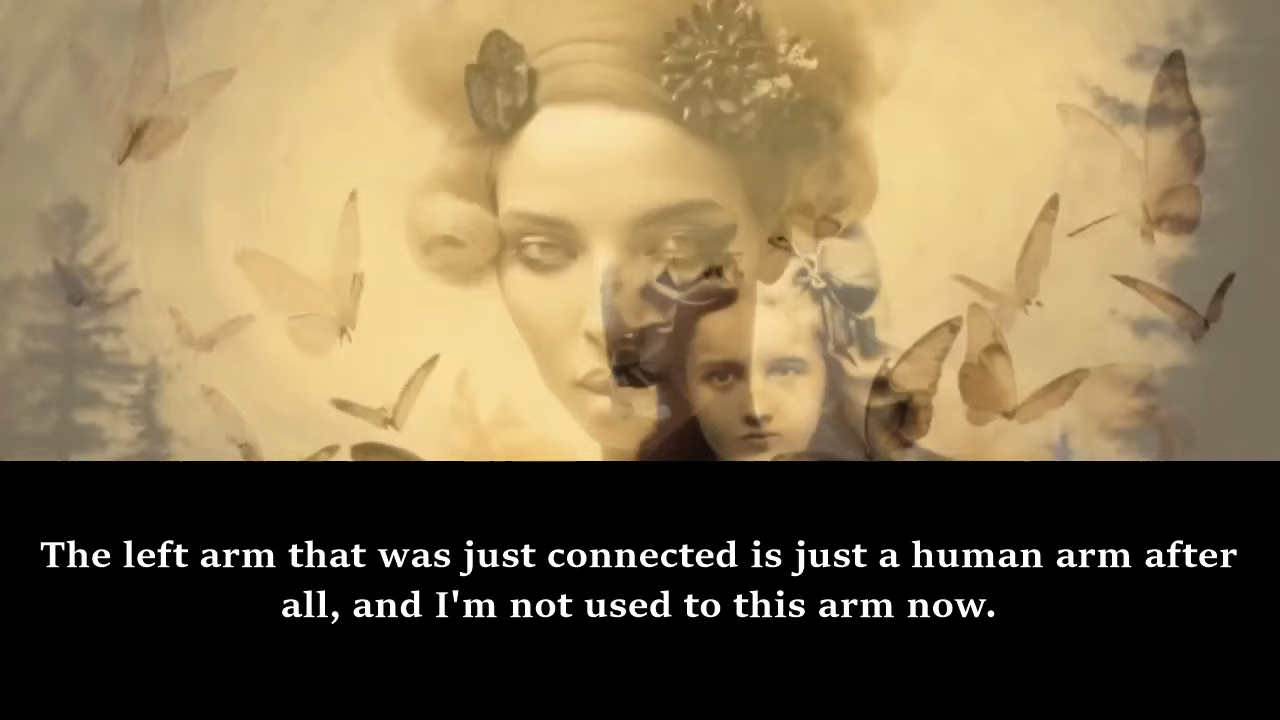 The left arm that was just connected is just a human arm after
all, and I'm not used to this arm now.